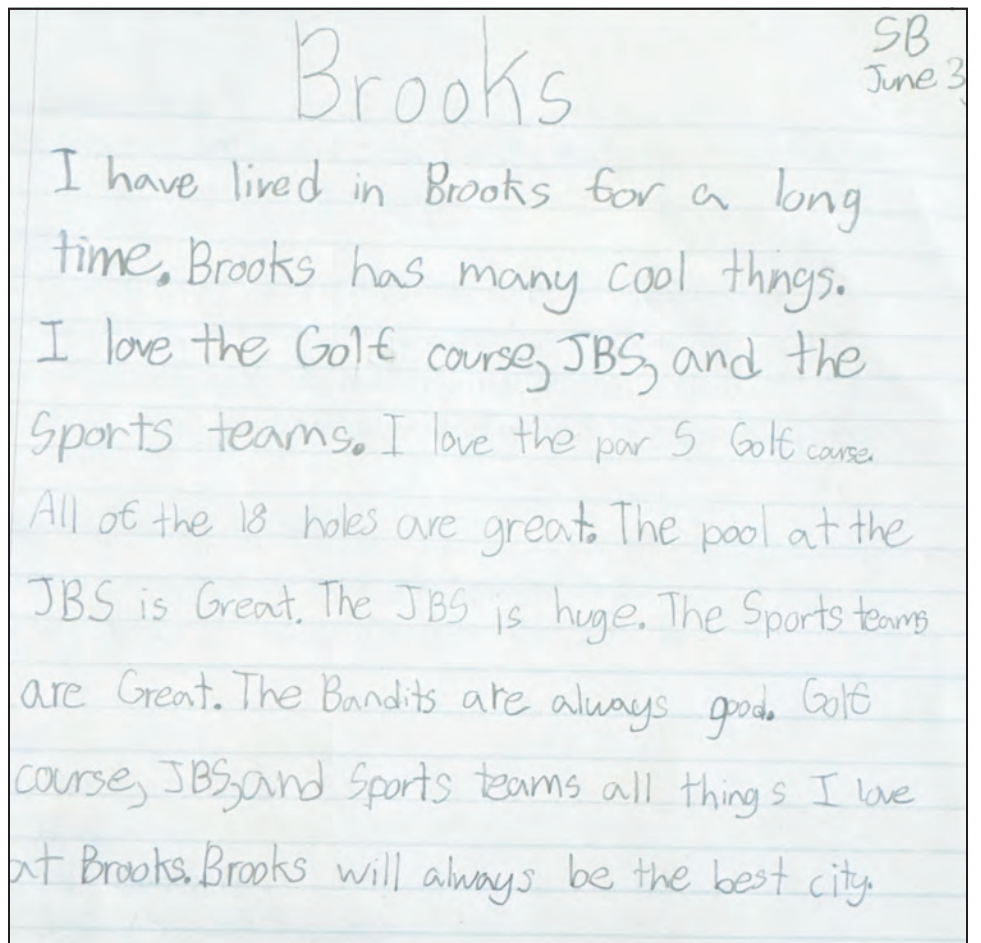 SB
June 3
Brooks
I have lived in Brooks for a long
time. Brooks has many cool things.
I love the Golf course, JBS, and the
Sports teams. I love the par 5 Golf course.
All of the 18 holes are great. The pool at the
JBS is Great. The JBS is huge. The Sports teams
are Great. The Bandits are always good. Golf
course, JBS, and Sports teams all things I love
at Brooks. Brooks will always be the best city.